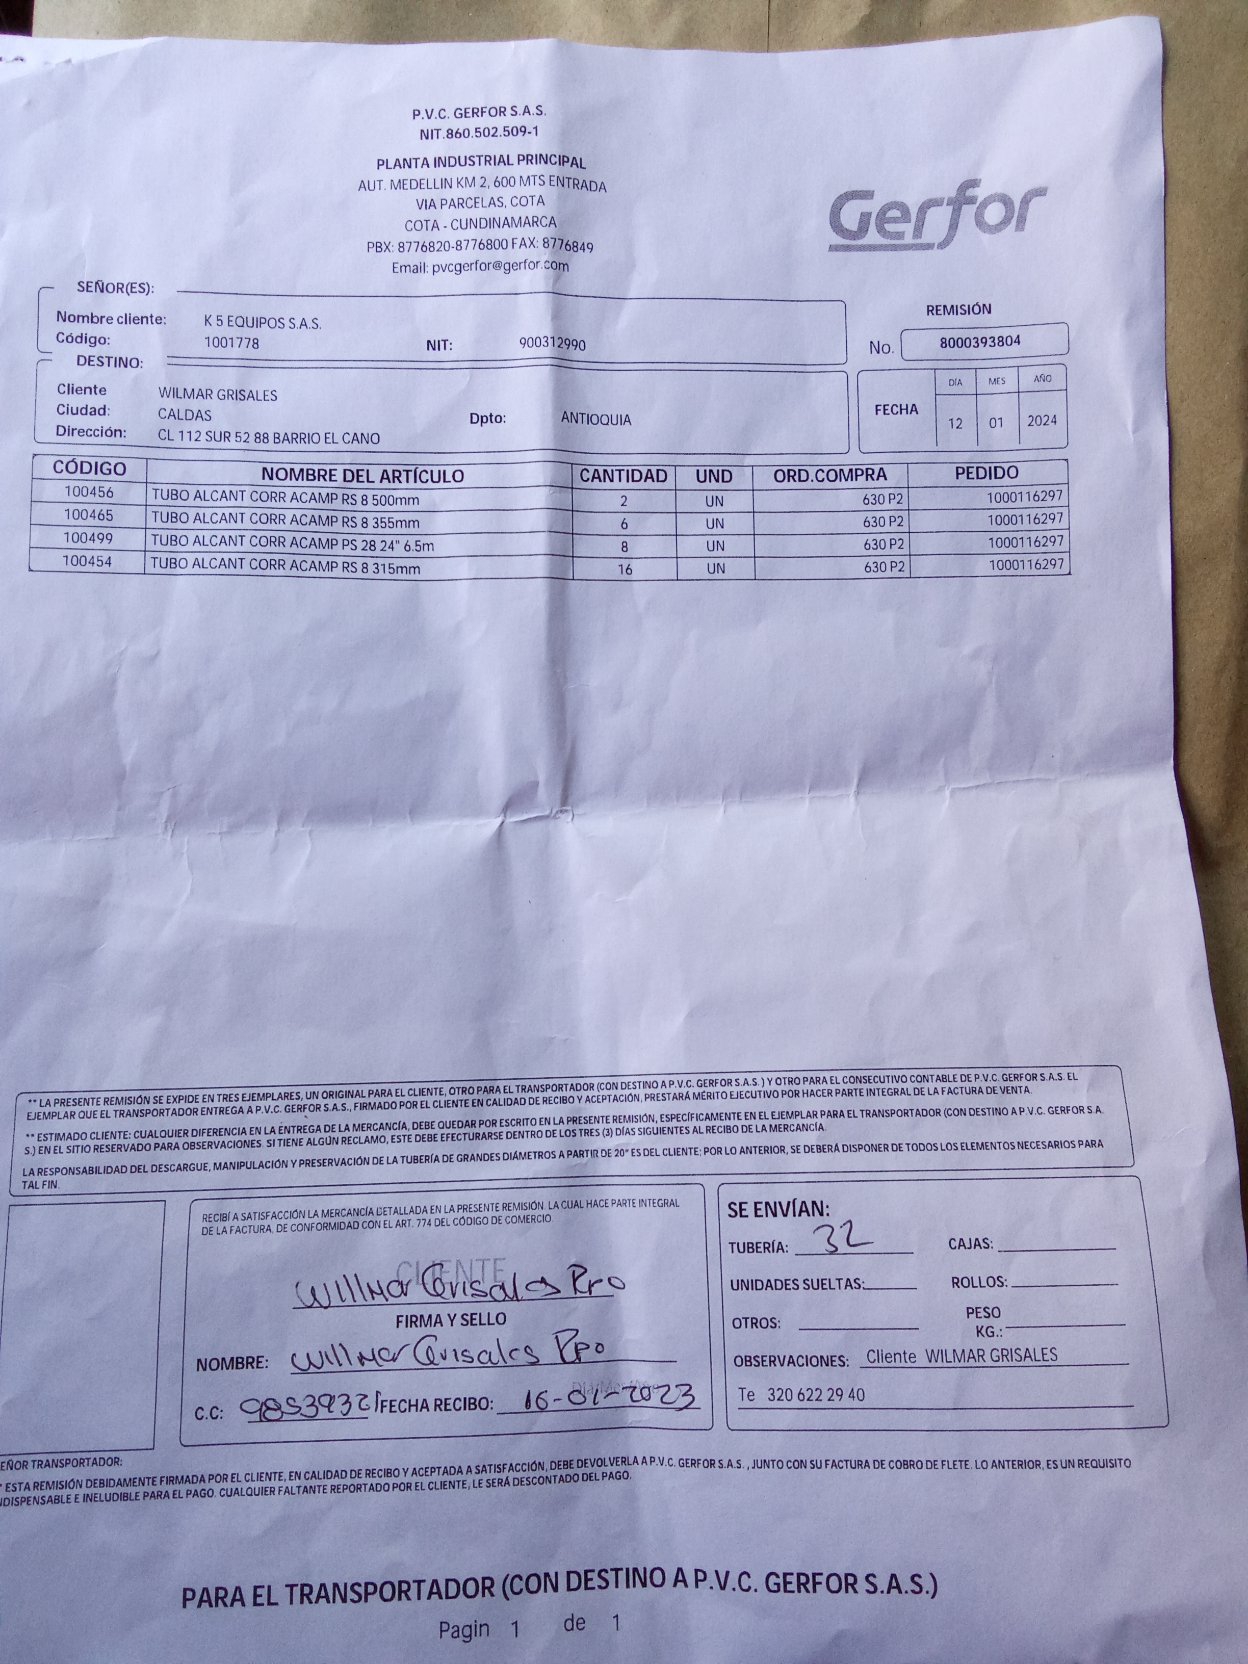 P.V.C. GERFOR S.A.S.
NIT.860.502.509-1
PLANTA INDUSTRIAL PRINCIPAL
AUT. MEDELLIN KM 2, 600 MTS ENTRADA
VIA PARCELAS, COTA
COTA - CUNDINAMARCA
PBX: 8776820-8776800 FAX: 8776849
Email: pvcgerfor@gerfor.com
Gerfor
SEÑOR(ES):
Nombre cliente: K 5 EQUIPOS S.A.S.
Código: 1001778 NIT: 900312990
REMISIÓN
No. 8000393804
DESTINO:
Cliente WILMAR GRISALES
Ciudad: CALDAS Dpto: ANTIOQUIA
Dirección: CL 112 SUR 52 88 BARRIO EL CANO
FECHA DÍA MES AÑO
12 01 2024
CÓDIGO NOMBRE DEL ARTÍCULO CANTIDAD UND ORD.COMPRA PEDIDO
100456 TUBO ALCANT CORR ACAMP RS 8 500mm 2 UN 630 P2 1000116297
100465 TUBO ALCANT CORR ACAMP RS 8 355mm 6 UN 630 P2 1000116297
100499 TUBO ALCANT CORR ACAMP PS 28 24" 6.5m 8 UN 630 P2 1000116297
100454 TUBO ALCANT CORR ACAMP RS 8 315mm 16 UN 630 P2 1000116297
** LA PRESENTE REMISIÓN SE EXPIDE EN TRES EJEMPLARES, UN ORIGINAL PARA EL CLIENTE, OTRO PARA EL TRANSPORTADOR (CON DESTINO A P.V.C. GERFOR S.A.S. ) Y OTRO PARA EL CONSECUTIVO CONTABLE DE P.V.C. GERFOR S.A.S. EL
EJEMPLAR QUE EL TRANSPORTADOR ENTREGA A P.V.C. GERFOR S.A.S., FIRMADO POR EL CLIENTE EN CALIDAD DE RECIBO Y ACEPTACIÓN, PRESTARÁ MÉRITO EJECUTIVO POR HACER PARTE INTEGRAL DE LA FACTURA DE VENTA.
** ESTIMADO CLIENTE: CUALQUIER DIFERENCIA EN LA ENTREGA DE LA MERCANCÍA, DEBE QUEDAR POR ESCRITO EN LA PRESENTE REMISIÓN, ESPECÍFICAMENTE EN EL EJEMPLAR PARA EL TRANSPORTADOR (CON DESTINO A P V.C. GERFOR S.A.
S.) EN EL SITIO RESERVADO PARA OBSERVACIONES. SI TIENE ALGÚN RECLAMO, ESTE DEBE EFECTURARSE DENTRO DE LOS TRES (3) DÍAS SIGUIENTES AL RECIBO DE LA MERCANCÍA.
LA RESPONSABILIDAD DEL DESCARGUE, MANIPULACIÓN Y PRESERVACIÓN DE LA TUBERÍA DE GRANDES DIÁMETROS A PARTIR DE 20" ES DEL CLIENTE; POR LO ANTERIOR, SE DEBERÁ DISPONER DE TODOS LOS ELEMENTOS NECESARIOS PARA
TAL FIN.
RECIBÍ A SATISFACCIÓN LA MERCANCÍA DETALLADA EN LA PRESENTE REMISIÓN. LA CUAL HACE PARTE INTEGRAL
DE LA FACTURA, DE CONFORMIDAD CON EL ART. 774 DEL CÓDIGO DE COMERCIO
CLIENTE
Willmar Grisales Rpo
FIRMA Y SELLO
NOMBRE: Willmar Grisales Rpo
C.C: 98539321 FECHA RECIBO: 16-01-2023
SE ENVÍAN:
TUBERÍA: 32 CAJAS:
UNIDADES SUELTAS: ROLLOS:
OTROS: PESO
KG.:
OBSERVACIONES: Cliente WILMAR GRISALES
Te 320 622 29 40
EÑOR TRANSPORTADOR:
* ESTA REMISIÓN DEBIDAMENTE FIRMADA POR EL CLIENTE, EN CALIDAD DE RECIBO Y ACEPTADA A SATISFACCIÓN, DEBE DEVOLVERLA A P.V.C. GERFOR S.A.S. , JUNTO CON SU FACTURA DE COBRO DE FLETE. LO ANTERIOR, ES UN REQUISITO
NDISPENSABLE E INELUDIBLE PARA EL PAGO. CUALQUIER FALTANTE REPORTADO POR EL CLIENTE, LE SERÁ DESCONTADO DEL PAGO.
PARA EL TRANSPORTADOR (CON DESTINO A P.V.C. GERFOR S.A.S.)
Pagin 1 de 1